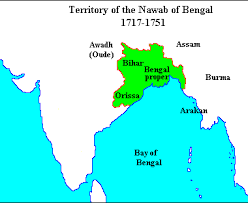 Territory of the Nawab of Bengal
1717-1751
Awadh
(Oude)
Assam
Bihar
Bengal
proper
Burma
Orissa
Arakan
Bay of
Bengal